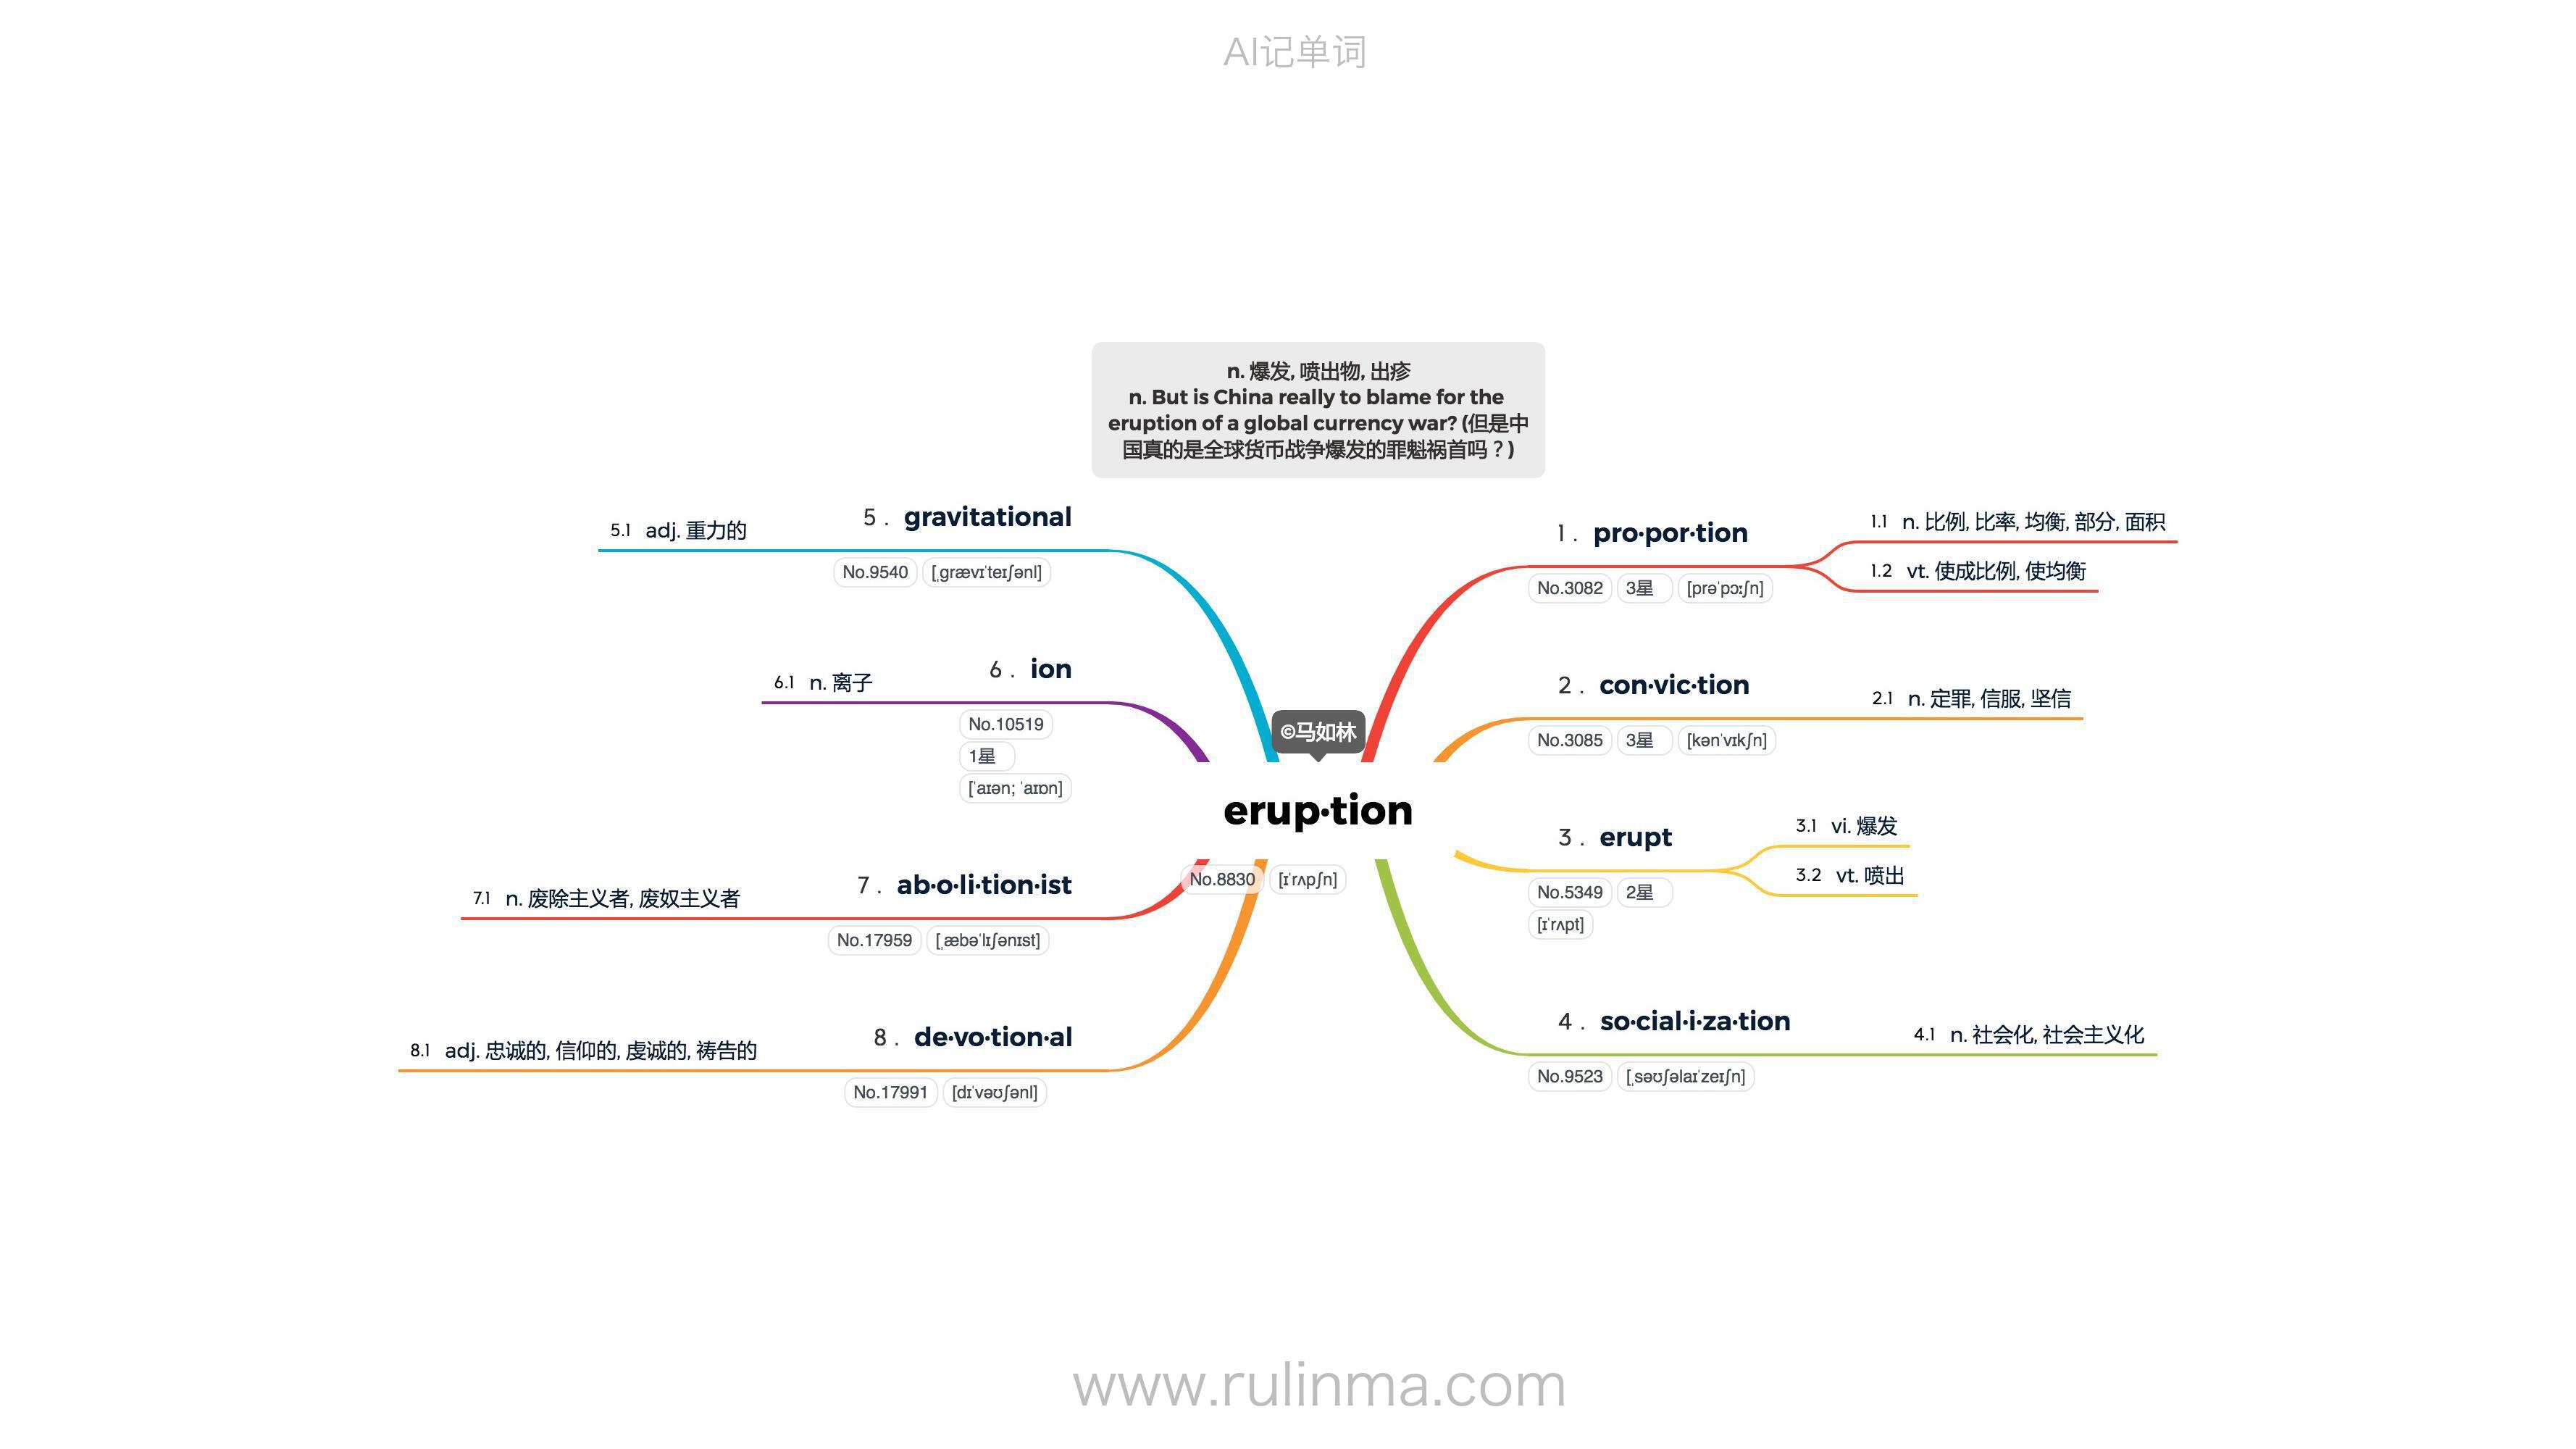 AI记单词
n. 爆发, 喷出物, 出疹
n. But is China really to blame for the
eruption of a global currency war? (但是中
国真的是全球货币战争爆发的罪魁祸首吗？)
©马如林
erup·tion
No.8830 [ɪˈrʌpʃn]
1 . pro·por·tion
No.3082 3星 [prəˈpɔːʃn]
1.1 n. 比例, 比率, 均衡, 部分, 面积
1.2 vt. 使成比例, 使均衡
2 . con·vic·tion
No.3085 3星 [kənˈvɪkʃn]
2.1 n. 定罪, 信服, 坚信
3 . erupt
No.5349 2星
[ɪˈrʌpt]
3.1 vi. 爆发
3.2 vt. 喷出
4 . so·cial·i·za·tion
No.9523 [ˌsəʊʃəlaɪˈzeɪʃn]
4.1 n. 社会化, 社会主义化
5 . gravitational
No.9540 [ˌɡrævɪˈteɪʃənl]
5.1 adj. 重力的
6 . ion
No.10519
1星
[ˈaɪən; ˈaɪɒn]
6.1 n. 离子
7 . ab·o·li·tion·ist
No.17959 [ˌæbəˈlɪʃənɪst]
7.1 n. 废除主义者, 废奴主义者
8 . de·vo·tion·al
No.17991 [dɪˈvəʊʃənl]
8.1 adj. 忠诚的, 信仰的, 虔诚的, 祷告的
www.rulinma.com